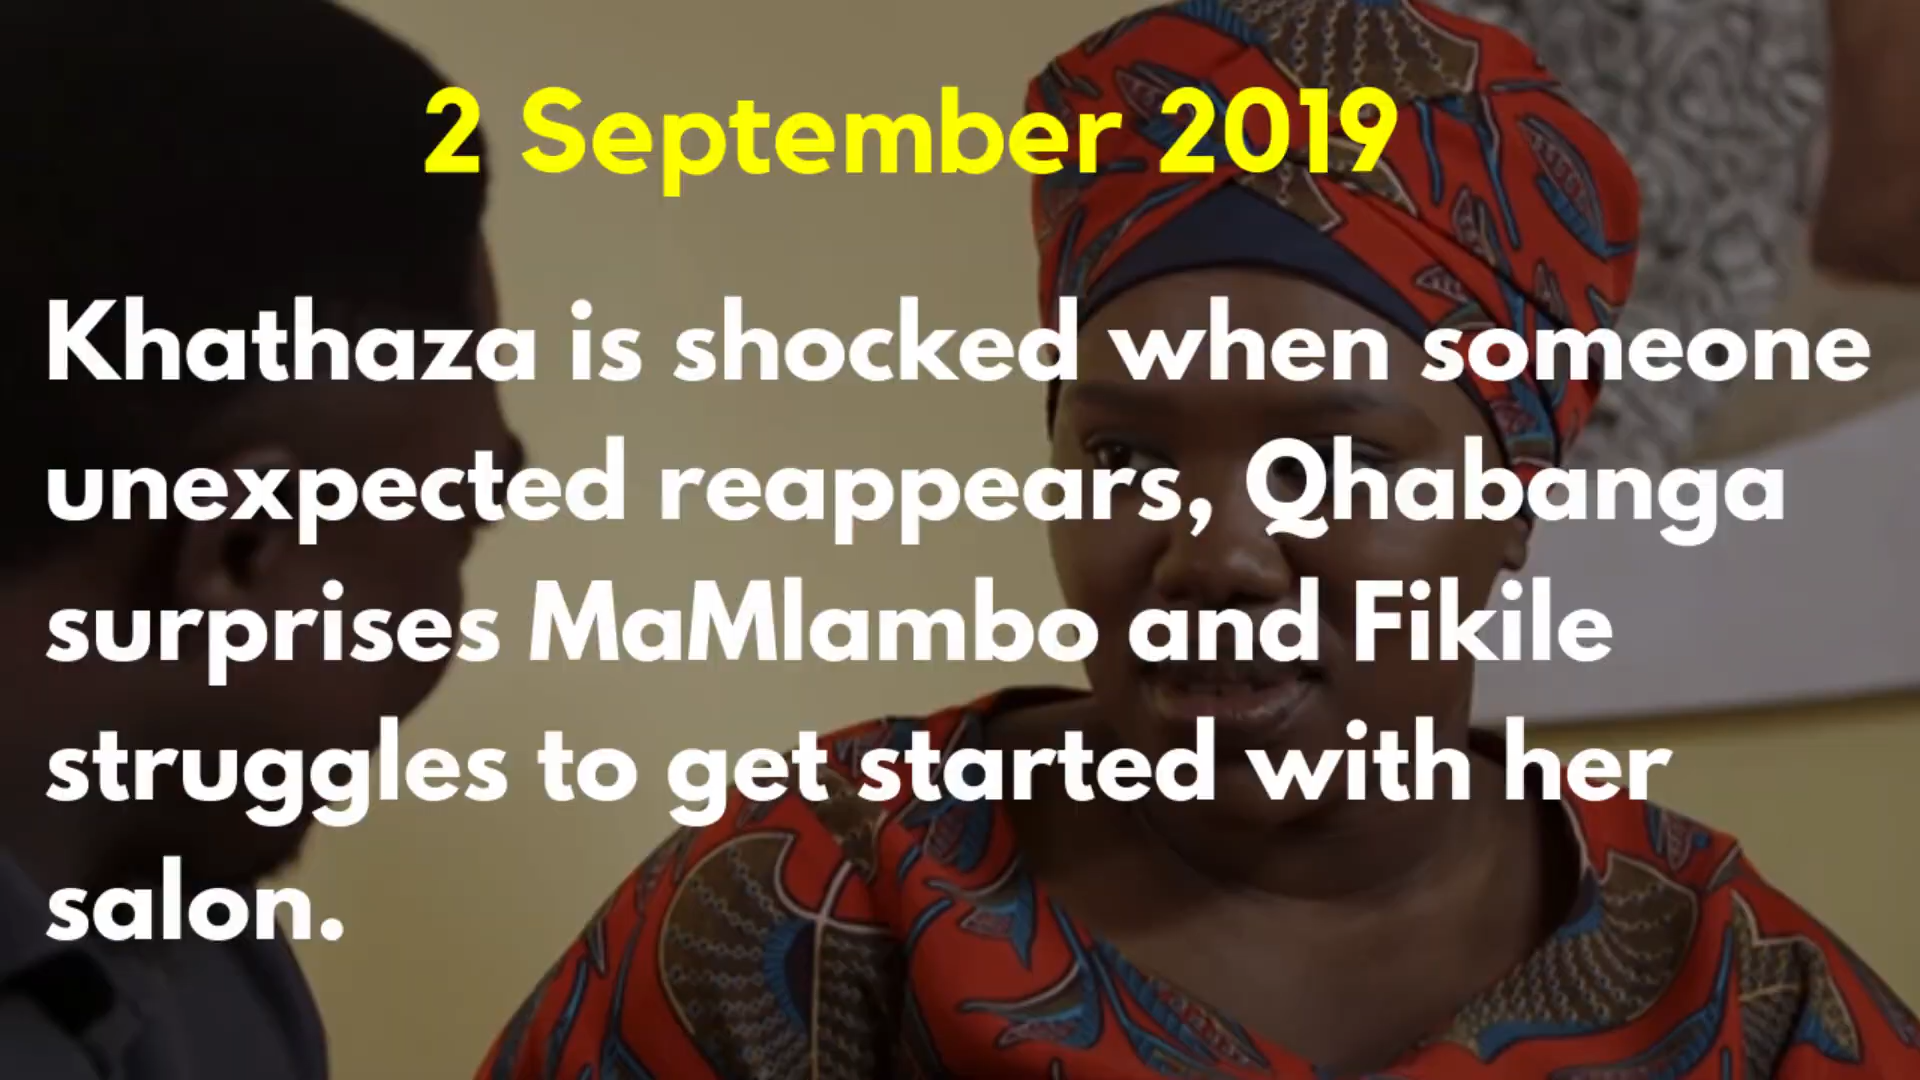 2 September 2019
Khathaza is shocked when someone
unexpected reappears, Qhabanga
surprises MaMlambo and Fikile
struggles to get started with her
salon.